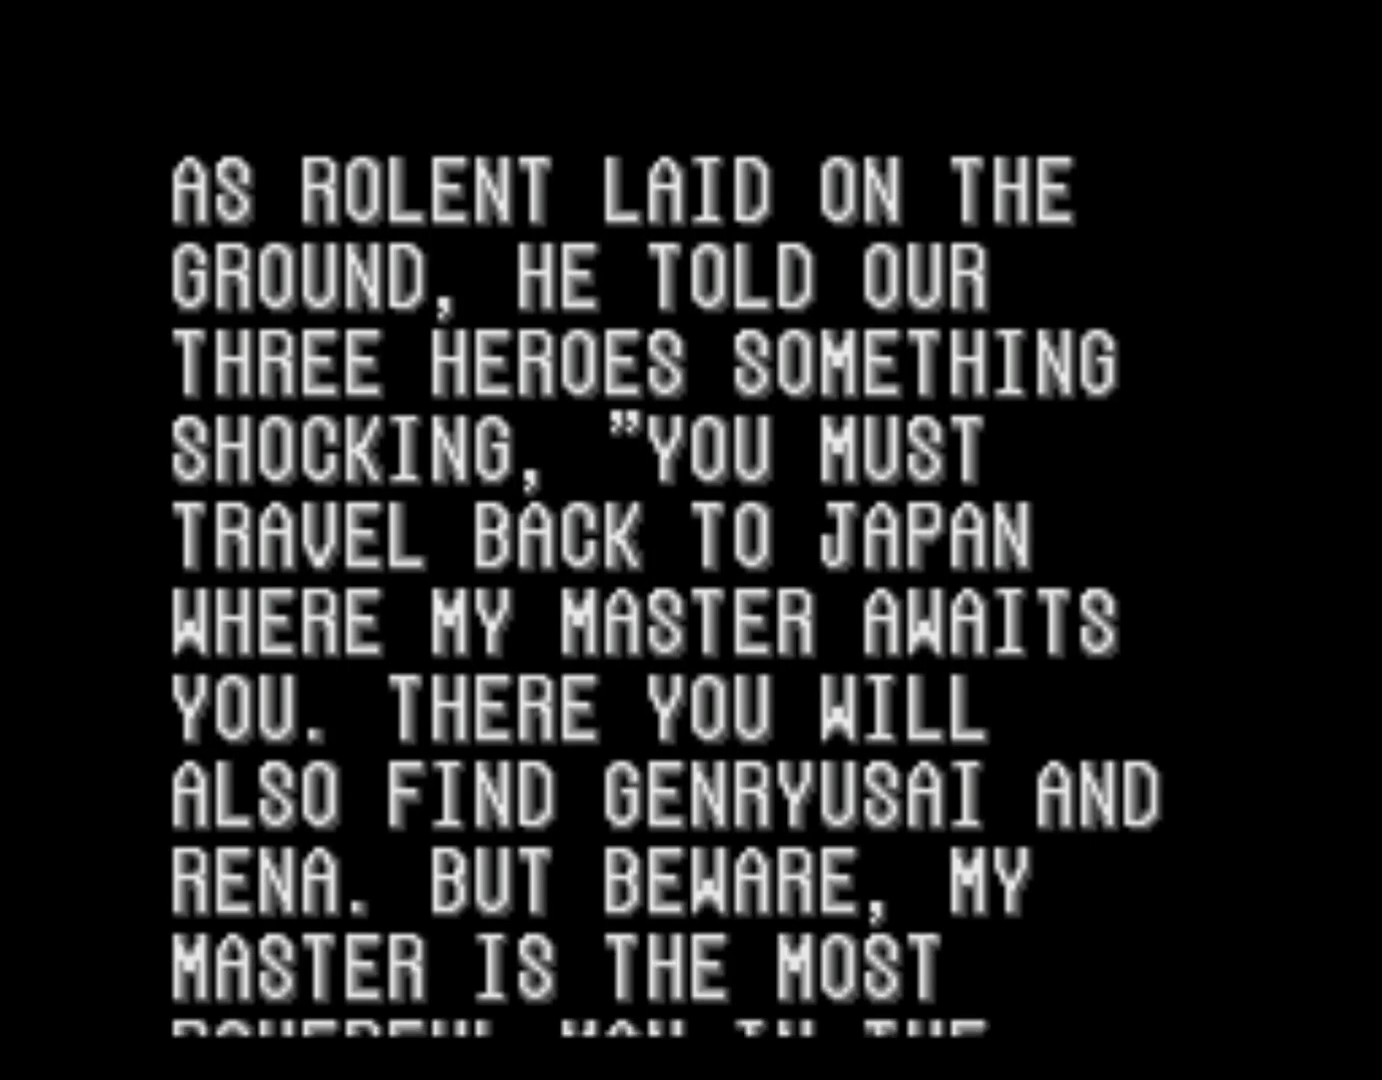 AS ROLENT LAID ON THE
GROUND, HE TOLD OUR
THREE HEROES SOMETHING
SHOCKING, ”YOU MUST
TRAVEL BACK TO JAPAN
WHERE MY MASTER AWAITS
YOU. THERE YOU WILL
ALSO FIND GENRYUSAI AND
RENA. BUT BEWARE, MY
MASTER IS THE MOST